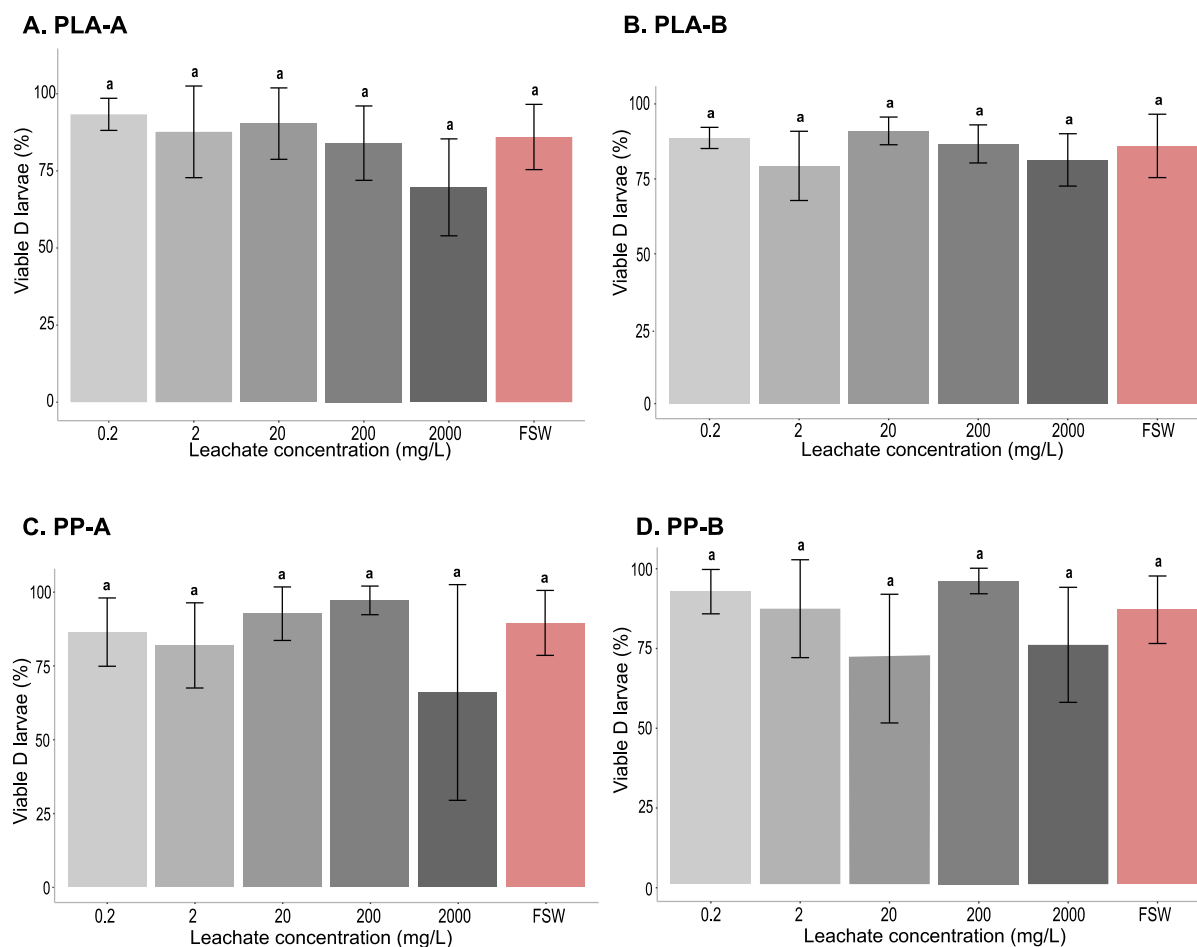 A. PLA-A
Viable D larvae (%)
100
75
50
25
0
a a a a a a
0.2 2 20 200 2000 FSW
Leachate concentration (mg/L)
B. PLA-B
Viable D larvae (%)
100
75
50
25
0
a a a a a a
0.2 2 20 200 2000 FSW
Leachate concentration (mg/L)
C. PP-A
Viable D larvae (%)
100
75
50
25
0
a a a a a a
0.2 2 20 200 2000 FSW
Leachate concentration (mg/L)
D. PP-B
Viable D larvae (%)
100
75
50
25
0
a a a a a a
0.2 2 20 200 2000 FSW
Leachate concentration (mg/L)